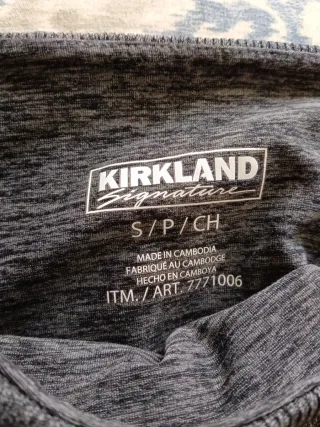 KIRKLAND
Signature
S / P / CH
MADE IN CAMBODIA
FABRIQUÉ AU CAMBODGE
HECHO EN CAMBOYA
ITM. / ART. 7771006